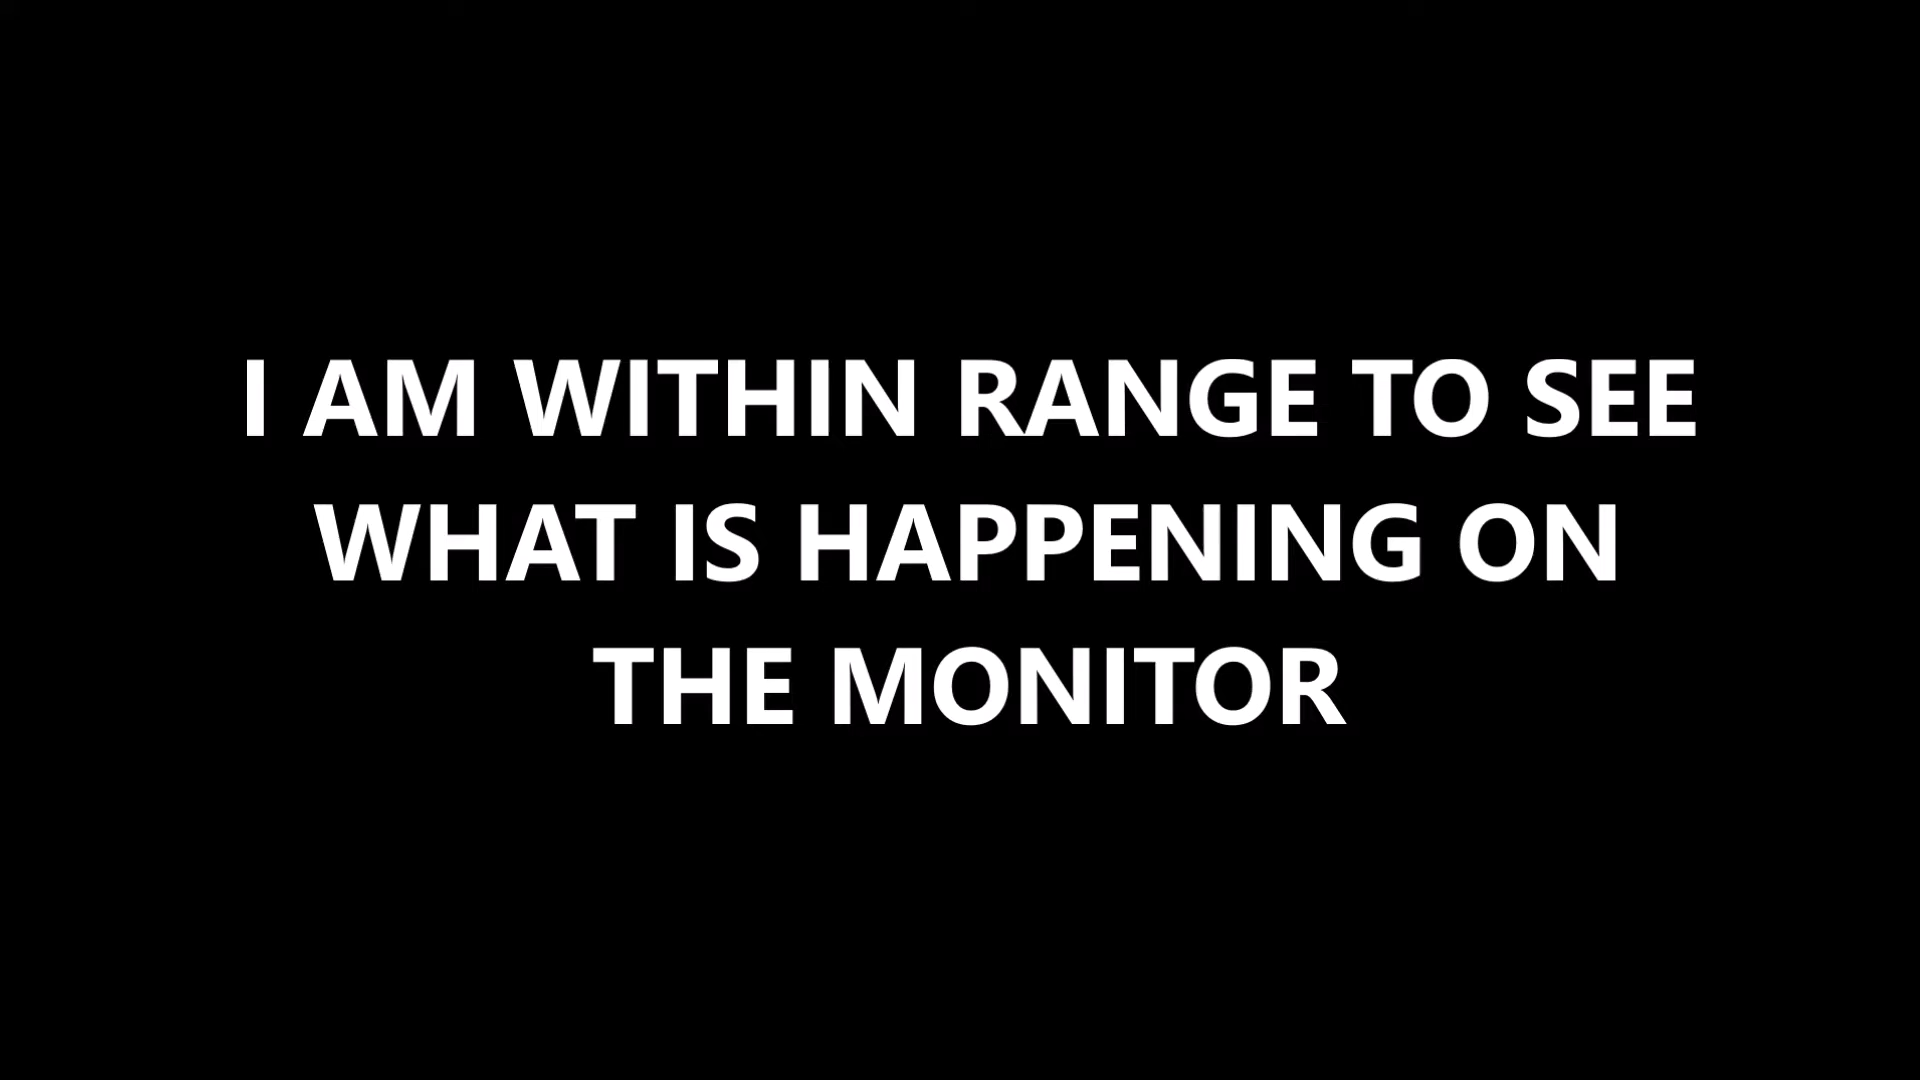 I AM WITHIN RANGE TO SEE
WHAT IS HAPPENING ON
THE MONITOR